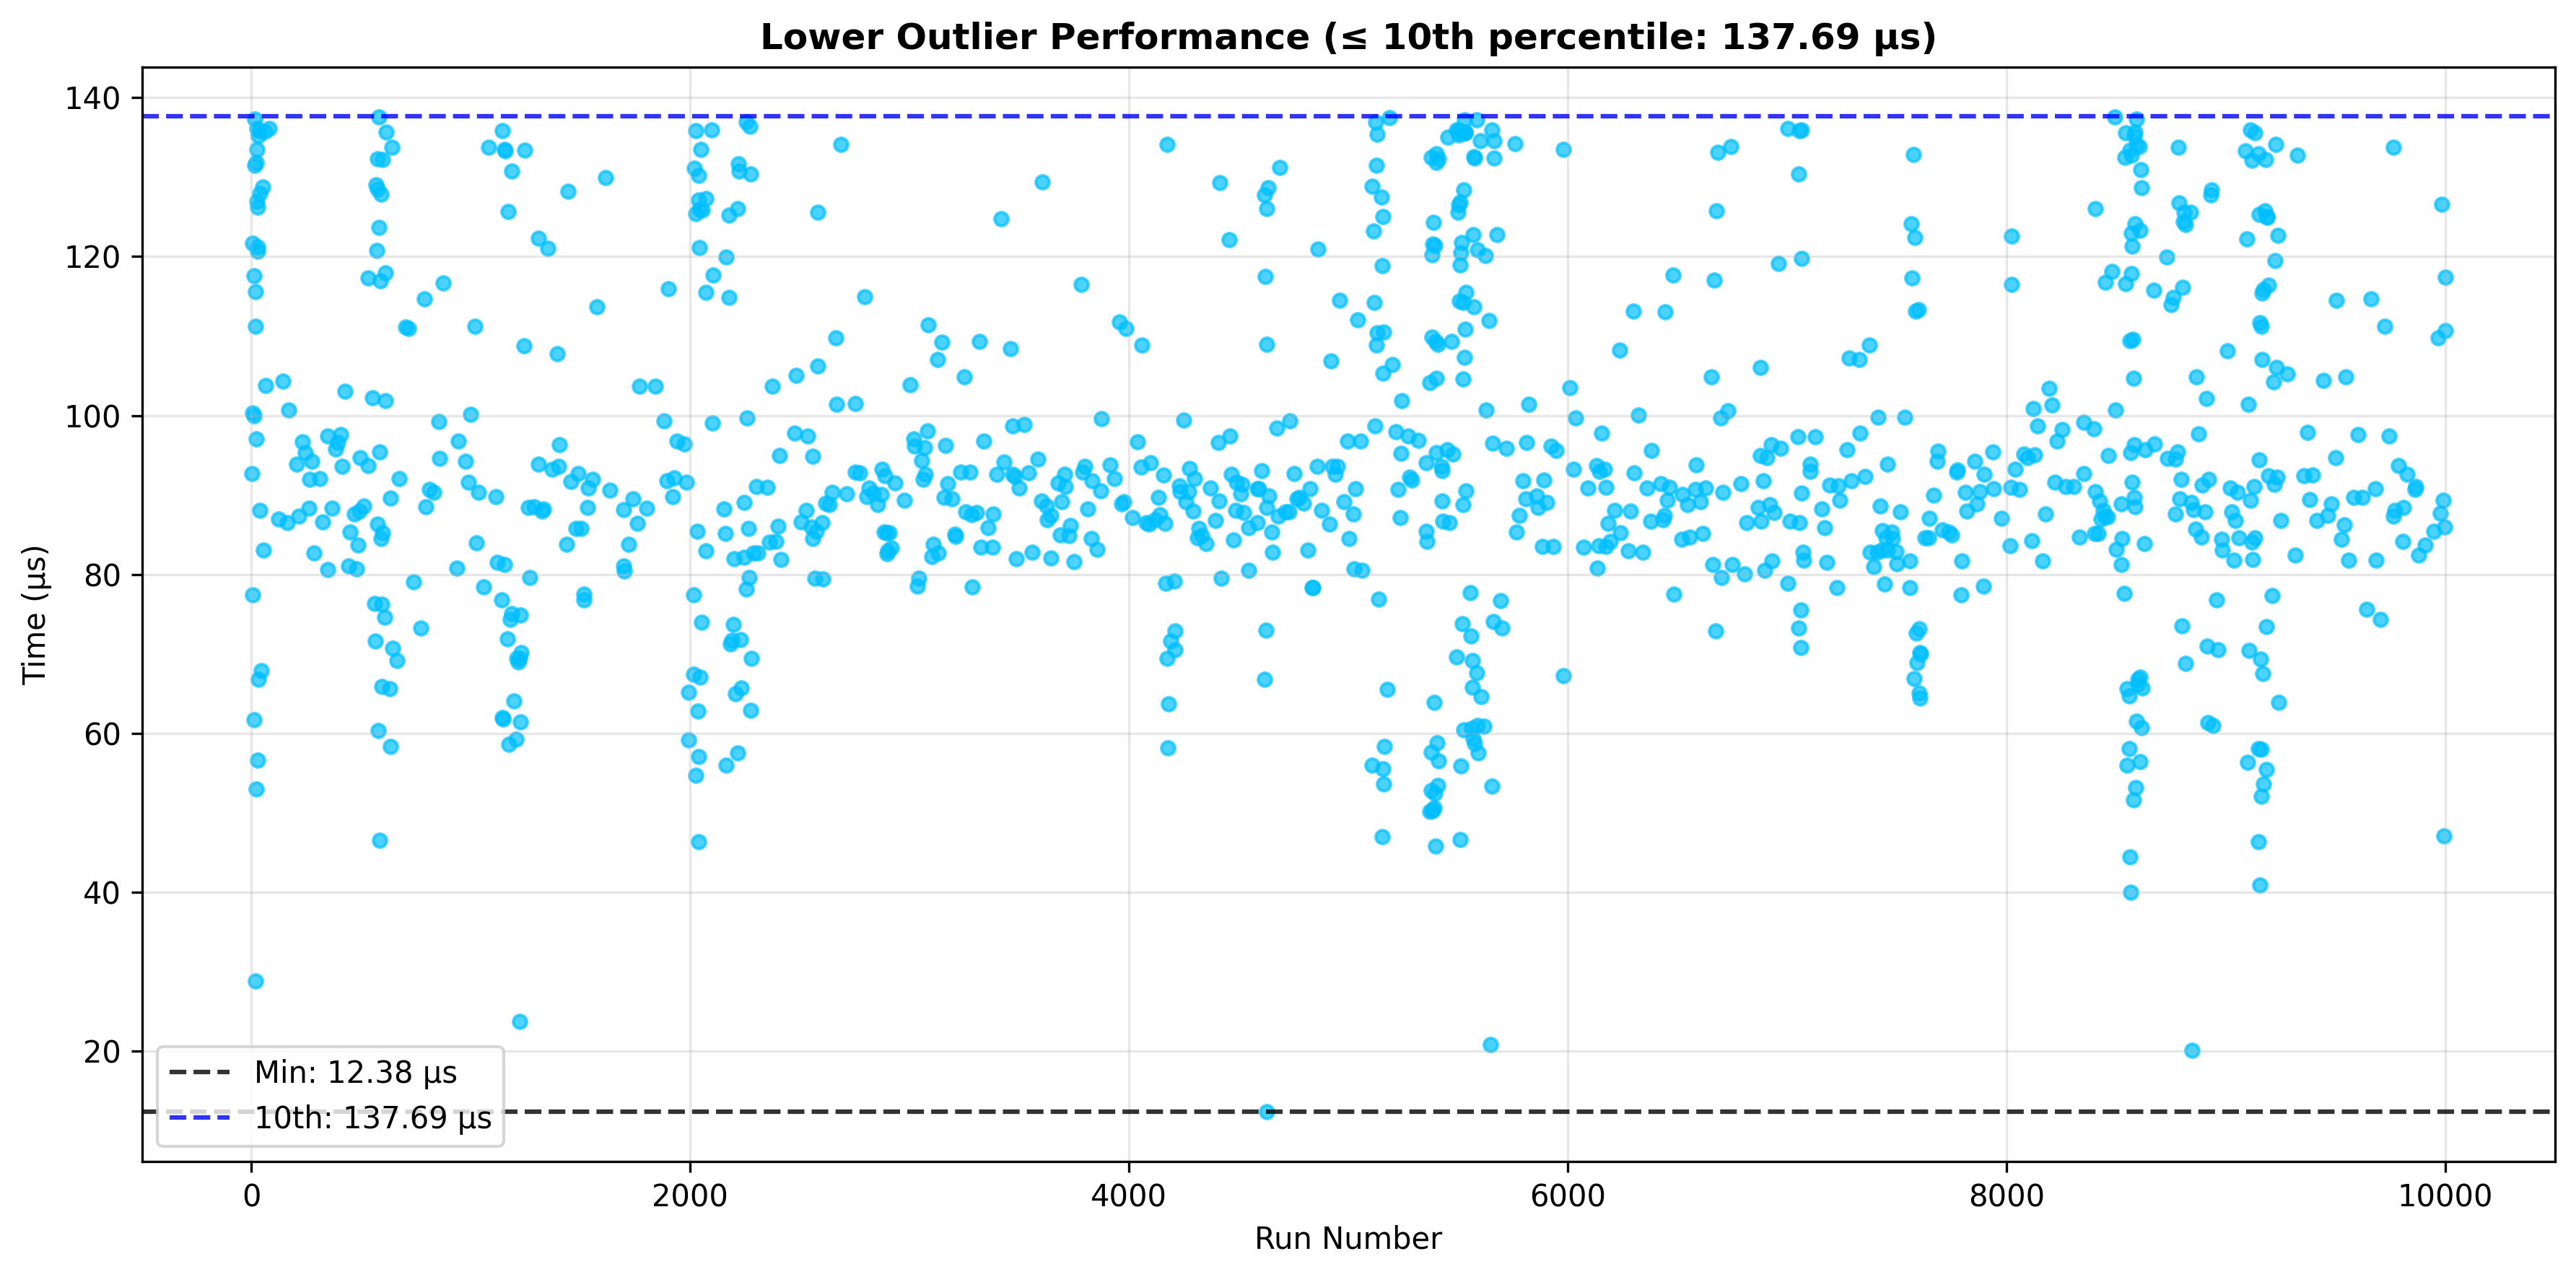 Lower Outlier Performance (≤ 10th percentile: 137.69 μs)
140
120
100
80
60
40
20
Time (μs)
Min: 12.38 μs
10th: 137.69 μs
0 2000 4000 6000 8000 10000
Run Number